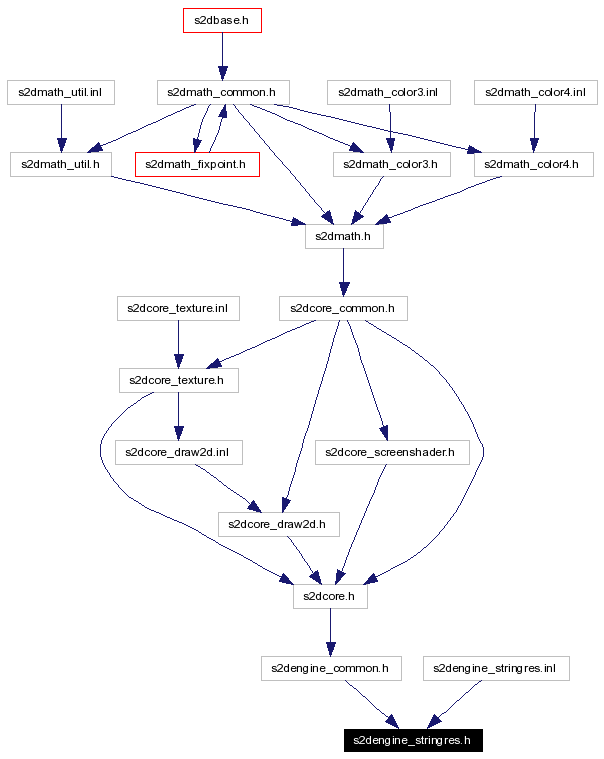 s2dbase.h
s2dmath_util.inl
s2dmath_common.h
s2dmath_color3.inl
s2dmath_color4.inl
s2dmath_util.h
s2dmath_fixpoint.h
s2dmath_color3.h
s2dmath_color4.h
s2dmath.h
s2dcore_texture.inl
s2dcore_common.h
s2dcore_texture.h
s2dcore_draw2d.inl
s2dcore_screenshader.h
s2dcore_draw2d.h
s2dcore.h
s2dengine_common.h
s2dengine_stringres.inl
s2dengine_stringres.h